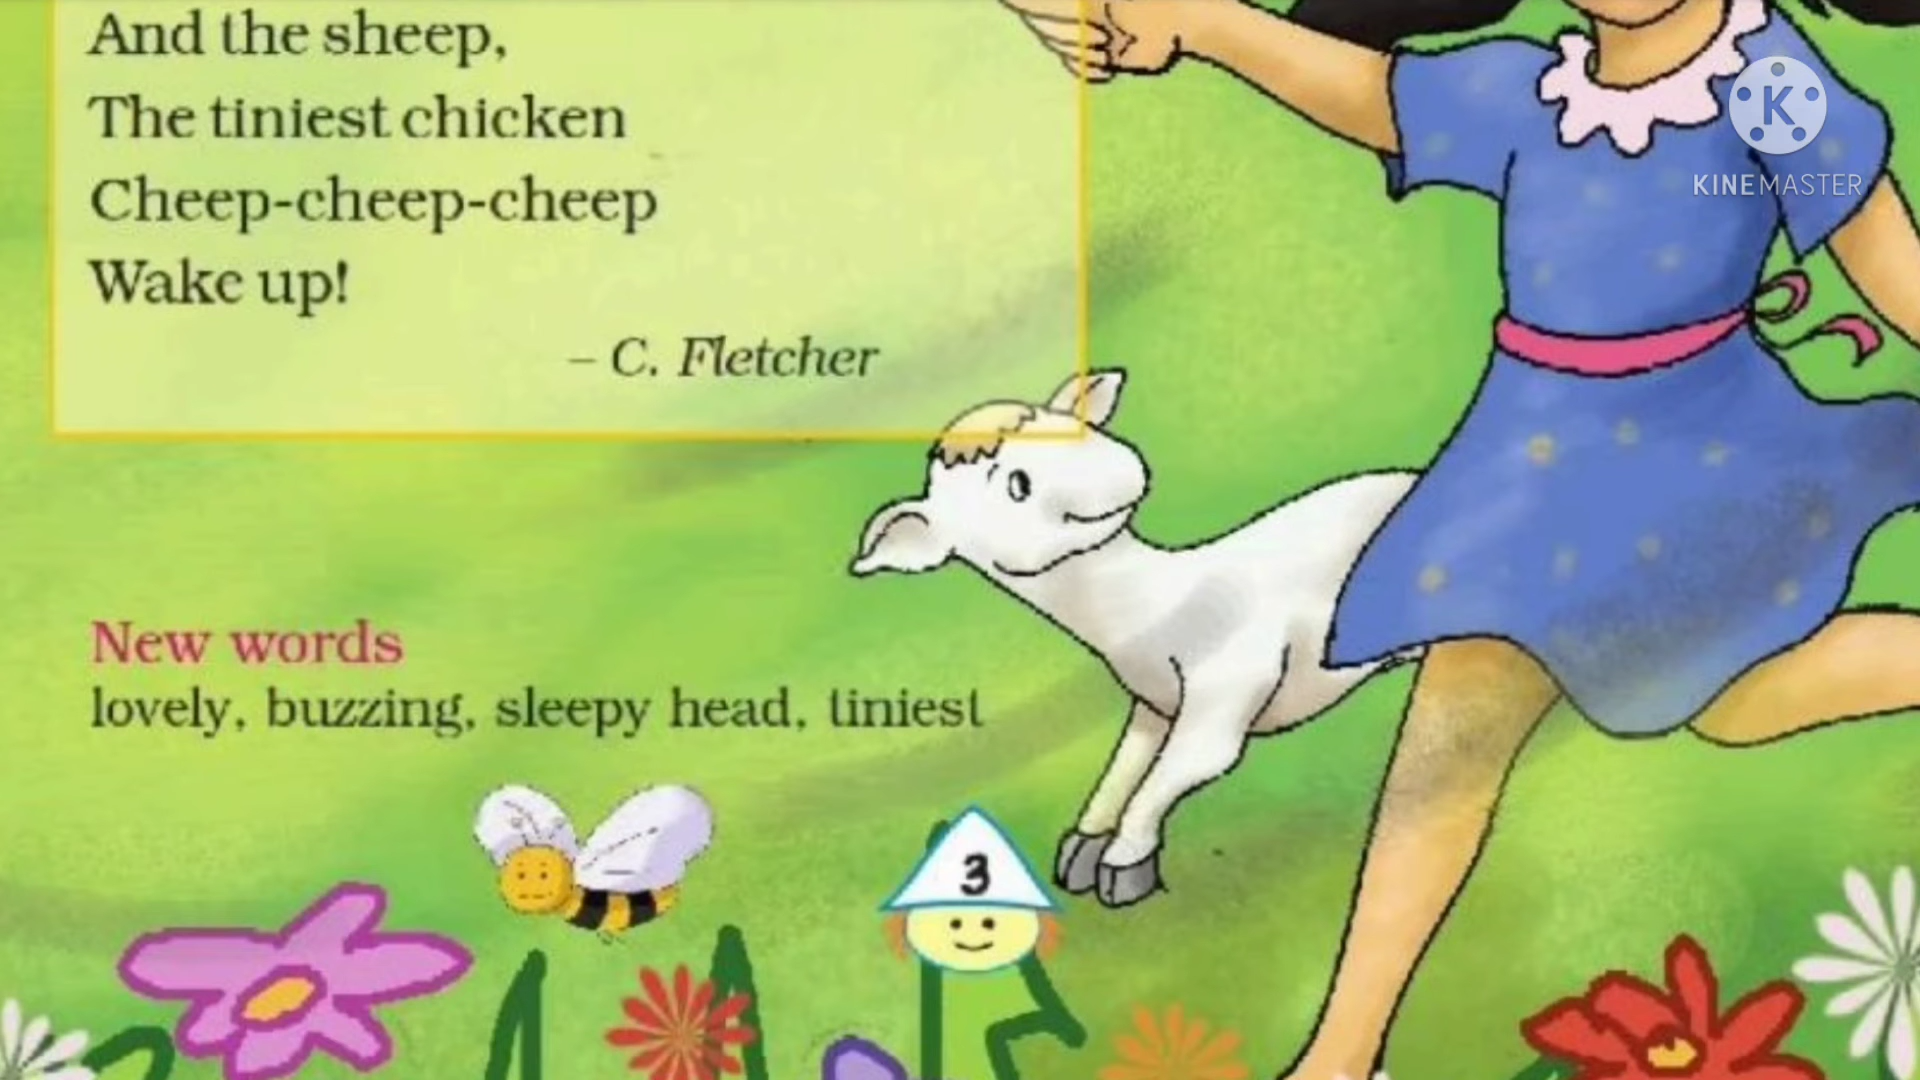 And the sheep,
The tiniest chicken
Cheep-cheep-cheep
Wake up!
– C. Fletcher
K
KINEMASTER
New words
lovely, buzzing, sleepy head, tiniest
3